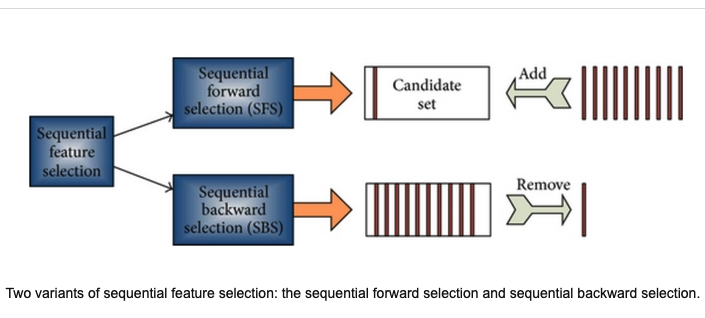 Sequential
feature
selection
Sequential
forward
selection (SFS)
Candidate
set
Add
Sequential
backward
selection (SBS)
Remove
Two variants of sequential feature selection: the sequential forward selection and sequential backward selection.